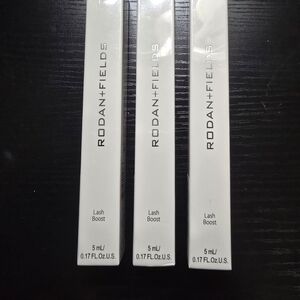 RODAN+FIELDS
Lash
Boost
5 mL/
0.17 FL.Oz.U.S.
RODAN+FIELDS
Lash
Boost
5 mL/
0.17 FL.Oz.U.S.
RODAN+FIELDS
Lash
Boost
5 mL/
0.17 FL.Oz.U.S.